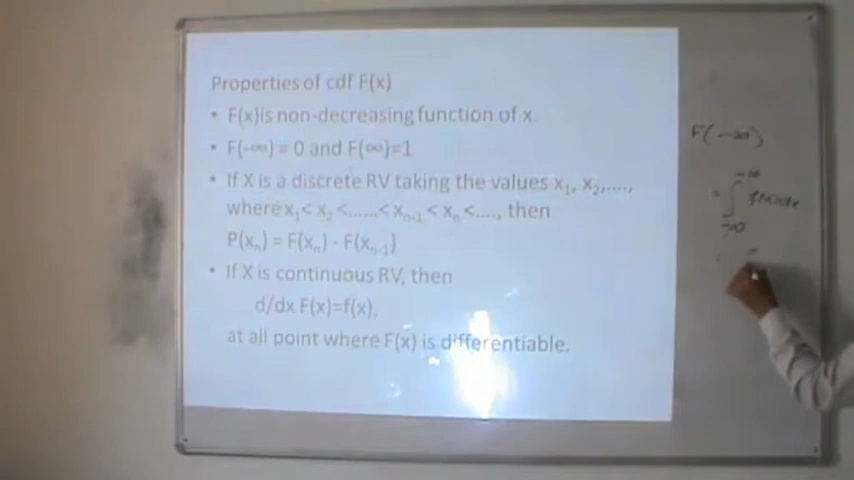 Properties of cdf F(x)
• F(x)is non-decreasing function of x.
• F(-∞) = 0 and F(∞)=1
• If X is a discrete RV taking the values x₁, x₂,....,
where x₁< x₂ <......< xₙ₋₁ < xₙ <...., then
P(xₙ) = F(xₙ) - F(xₙ₋₁)
• If X is continuous RV, then
d/dx F(x)=f(x),
at all point where F(x) is differentiable.
F(-∞)
= ∫ f(x)dx